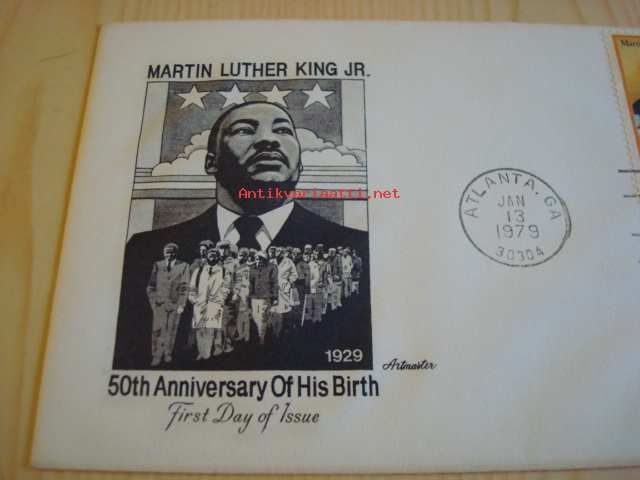 MARTIN LUTHER KING JR.
Antikvariaatti.net
1929
Artmaster
50th Anniversary Of His Birth
First Day of Issue
ATLANTA, GA
JAN
13
1979
30304
Martin